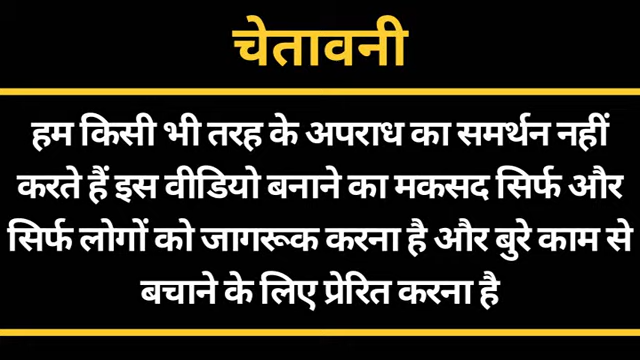 चेतावनी
हम किसी भी तरह के अपराध का समर्थन नहीं
करते हैं इस वीडियो बनाने का मकसद सिर्फ और
सिर्फ लोगों को जागरूक करना है और बुरे काम से
बचाने के लिए प्रेरित करना है